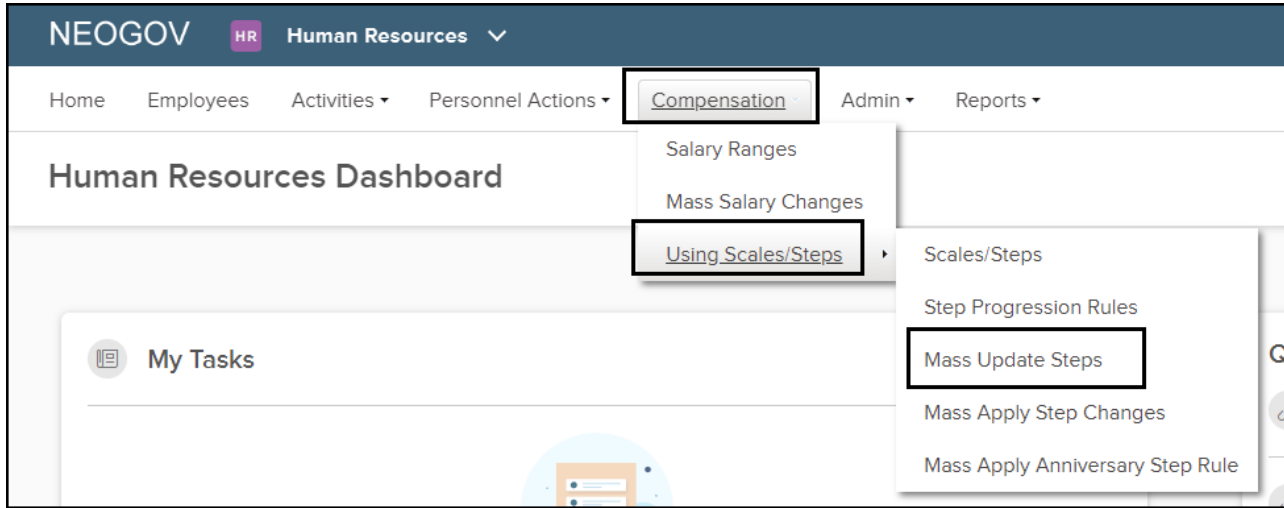 NEOGOV HR Human Resources
Home Employees Activities Personnel Actions Compensation Admin Reports
Human Resources Dashboard
Salary Ranges
Mass Salary Changes
Using Scales/Steps
Scales/Steps
Step Progression Rules
Mass Update Steps
Mass Apply Step Changes
Mass Apply Anniversary Step Rule
My Tasks